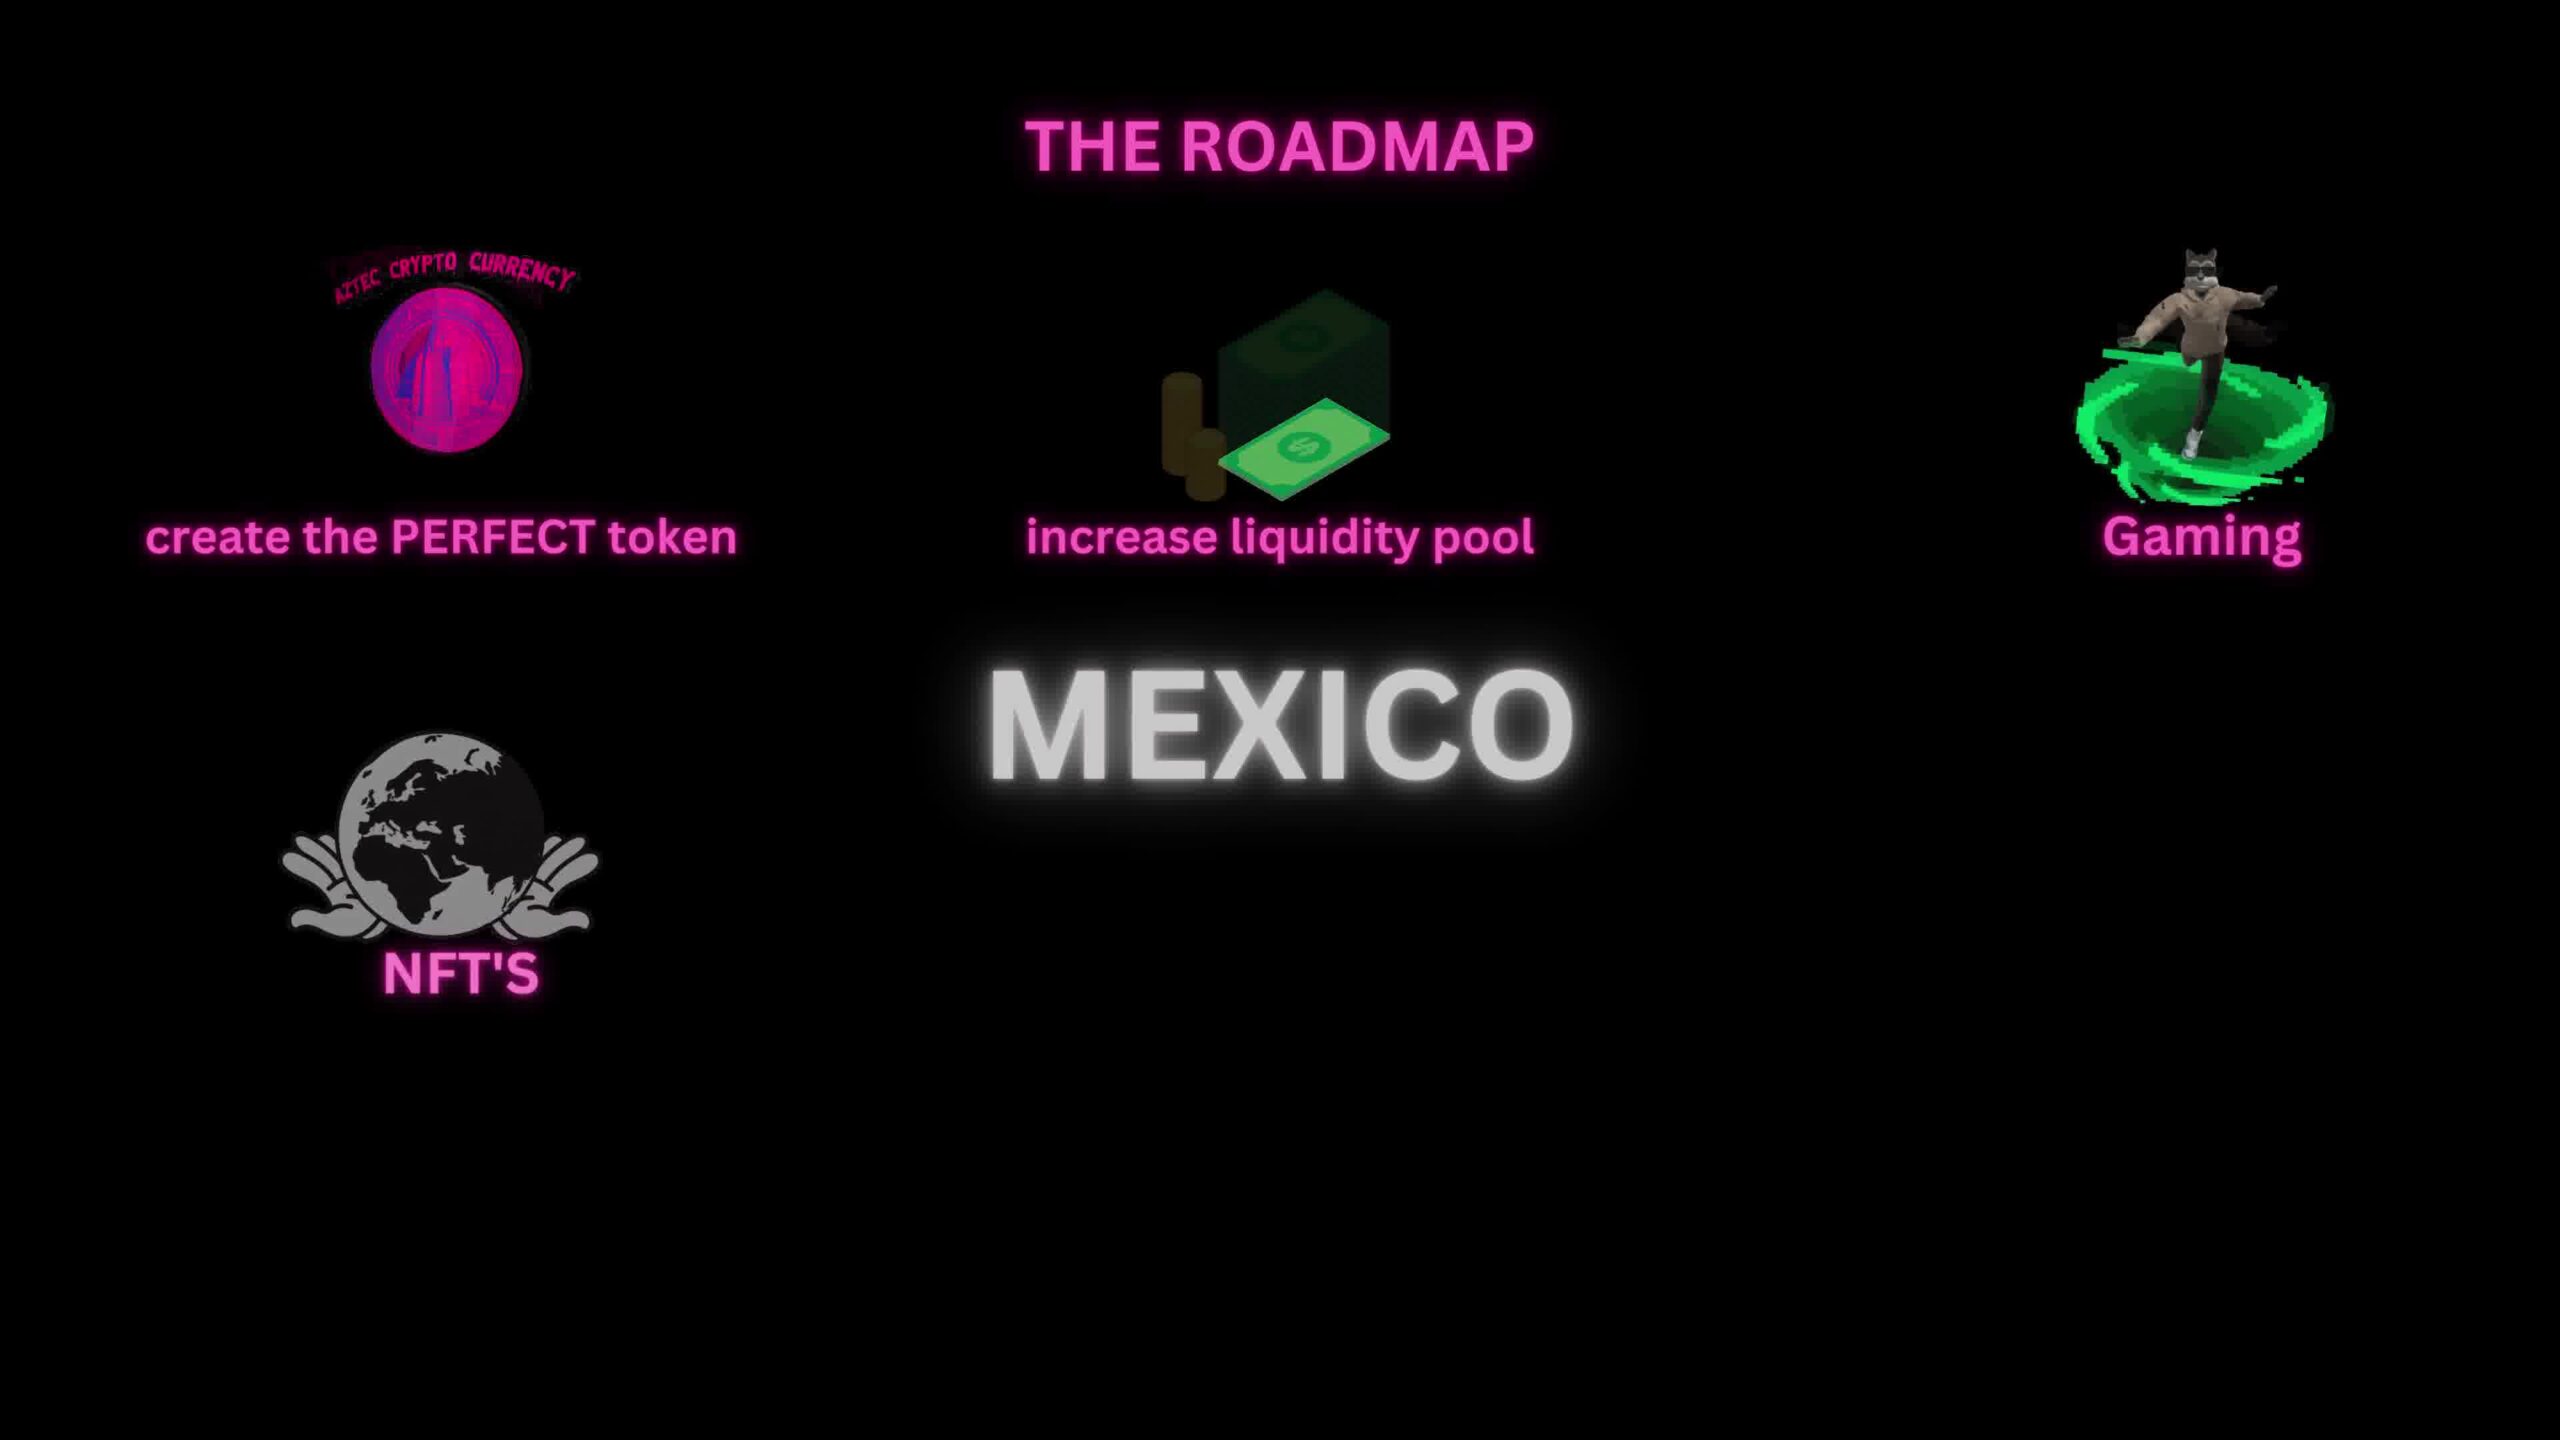 THE ROADMAP
AZTEC CRYPTO CURRENCY
$
create the PERFECT token
increase liquidity pool
Gaming
MEXICO
NFT'S